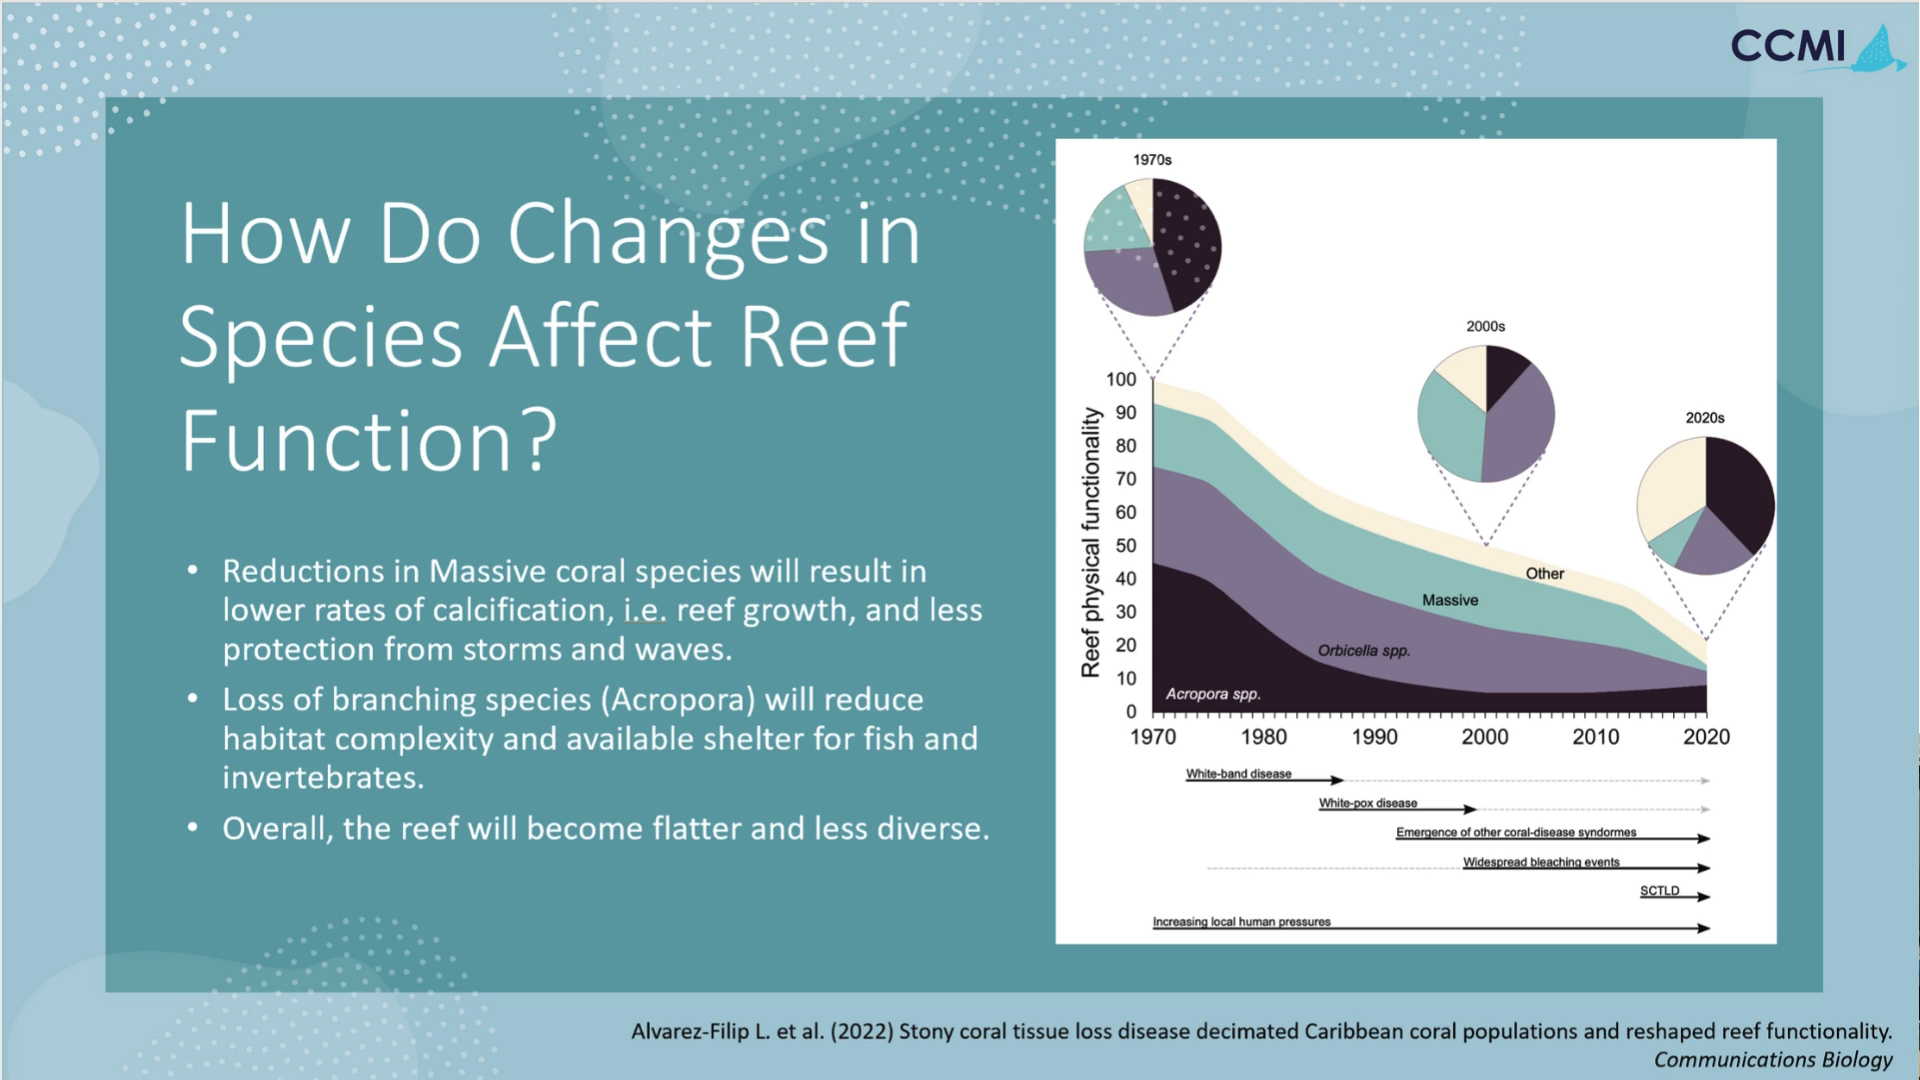 CCMI
How Do Changes in
Species Affect Reef
Function?
• Reductions in Massive coral species will result in
lower rates of calcification, i.e. reef growth, and less
protection from storms and waves.
• Loss of branching species (Acropora) will reduce
habitat complexity and available shelter for fish and
invertebrates.
• Overall, the reef will become flatter and less diverse.
1970s
2000s
2020s
Reef physical functionality
100
90
80
70
60
50
40
30
20
10
0
Other
Massive
Orbicella spp.
Acropora spp.
1970 1980 1990 2000 2010 2020
White-band disease
White-pox disease
Emergence of other coral-disease syndormes
Widespread bleaching events
SCTLD
Increasing local human pressures
Alvarez-Filip L. et al. (2022) Stony coral tissue loss disease decimated Caribbean coral populations and reshaped reef functionality.
Communications Biology